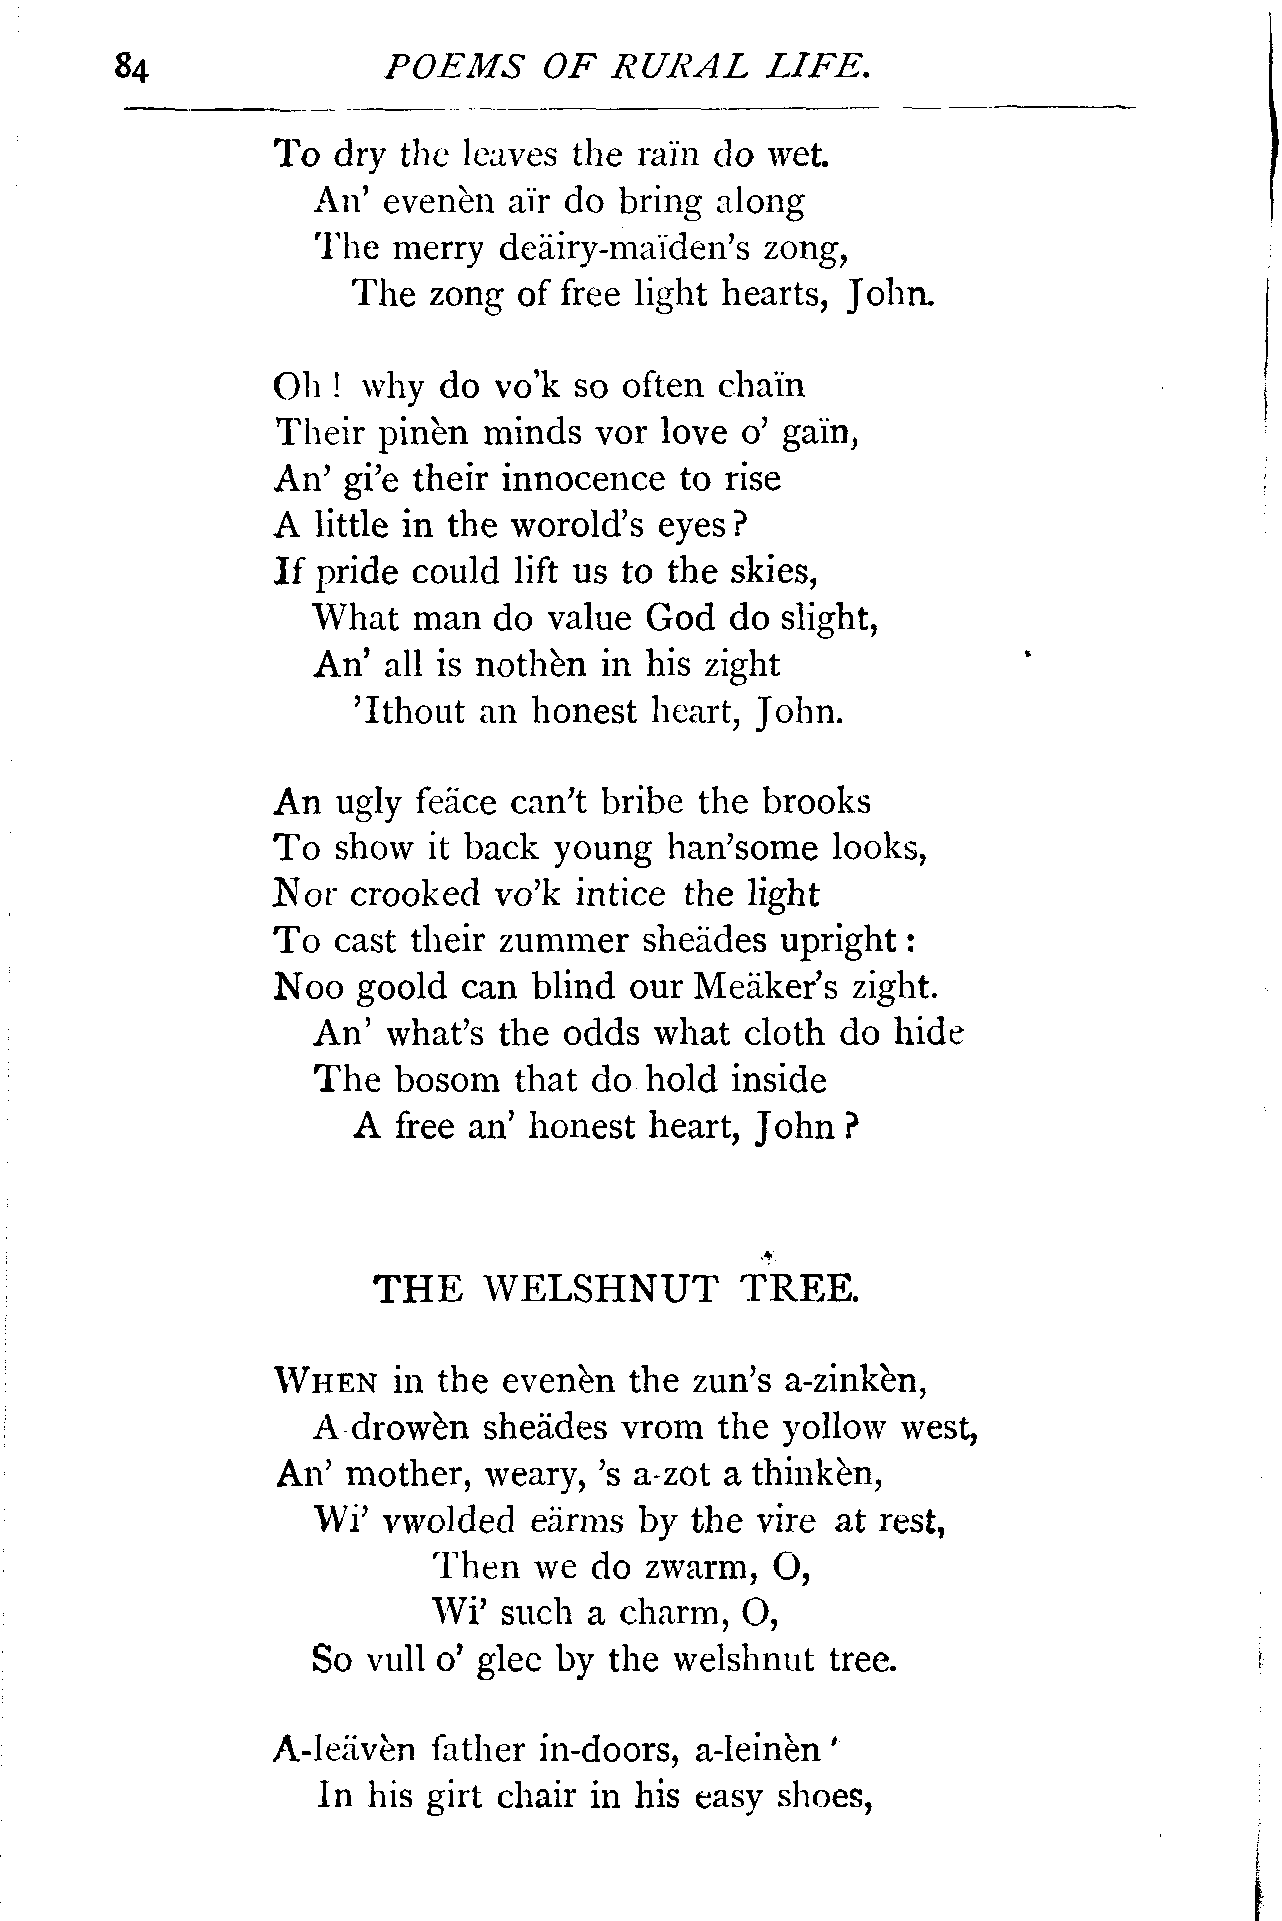 84 POEMS OF RURAL LIFE.
To dry the leaves the raïn do wet.
An' evenèn aïr do bring along
The merry deäiry-maïden's zong,
The zong of free light hearts, John.
Oh ! why do vo'k so often chaïn
Their pinèn minds vor love o' gaïn,
An' gi'e their innocence to rise
A little in the worold's eyes ?
If pride could lift us to the skies,
What man do value God do slight,
An' all is nothèn in his zight
'Ithout an honest heart, John.
An ugly feäce can't bribe the brooks
To show it back young han'some looks,
Nor crooked vo'k intice the light
To cast their zummer sheädes upright :
Noo goold can blind our Meäker's zight.
An' what's the odds what cloth do hide
The bosom that do hold inside
A free an' honest heart, John ?
THE WELSHNUT TREE.
WHEN in the evenèn the zun's a-zinkèn,
A drowèn sheädes vrom the yollow west,
An' mother, weary, 's a-zot a thinkèn,
Wi' vwolded eärms by the vire at rest,
Then we do zwarm, O,
Wi' such a charm, O,
So vull o' glee by the welshnut tree.
A-leävèn father in-doors, a-leinèn '
In his girt chair in his easy shoes,